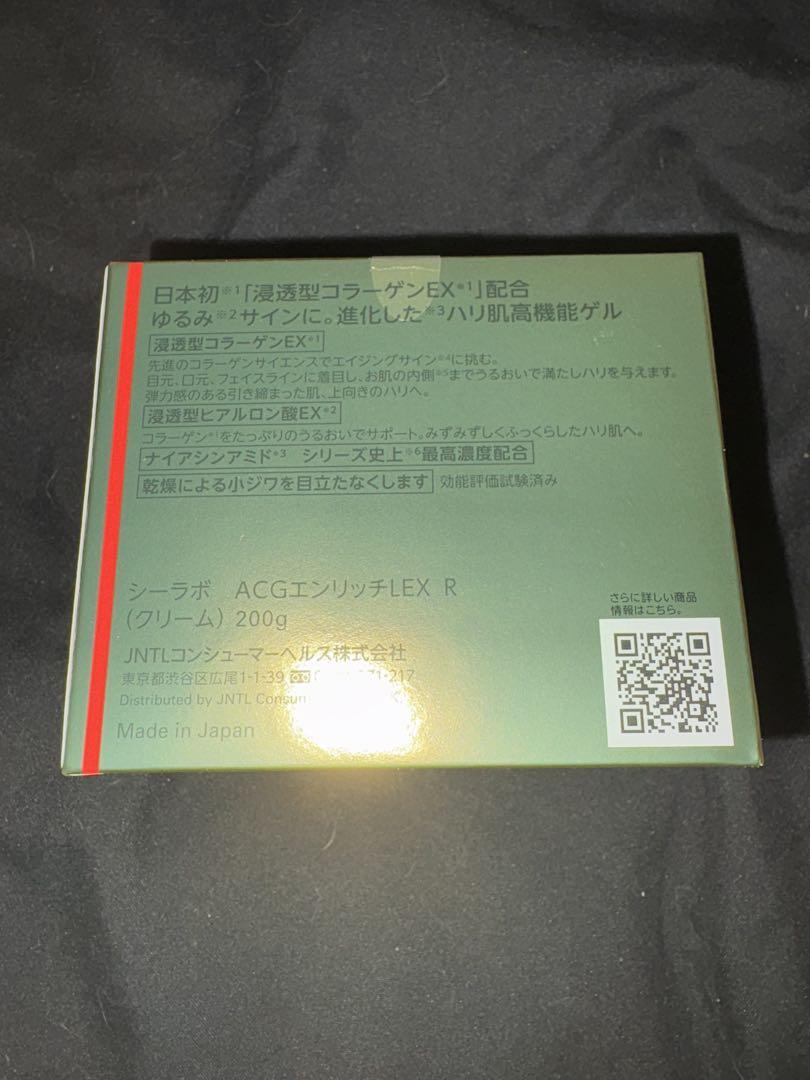 日本初※1「浸透型コラーゲンEX※1」配合
ゆるみ※2サインに。進化した※3ハリ肌高機能ゲル
浸透型コラーゲンEX※1
先進のコラーゲンサイエンスでエイジングサイン※4に挑む。
目元、口元、フェイスラインに着目し、お肌の内側※5までうるおいで満たしハリを与えます。
弾力感のある引き締まった肌、上向きのハリへ。
浸透型ヒアルロン酸EX※2
コラーゲン※1をたっぷりのうるおいでサポート。みずみずしくふっくらしたハリ肌へ。
ナイアシンアミド※3 シリーズ史上※6最高濃度配合
乾燥による小ジワを目立たなくします 効能評価試験済み
シーラボ ACGエンリッチLEX R
(クリーム) 200g
JNTLコンシューマーヘルス株式会社
東京都渋谷区広尾1-1-39
Distributed by JNTL
Made in Japan
さらに詳しい商品
情報はこちら。